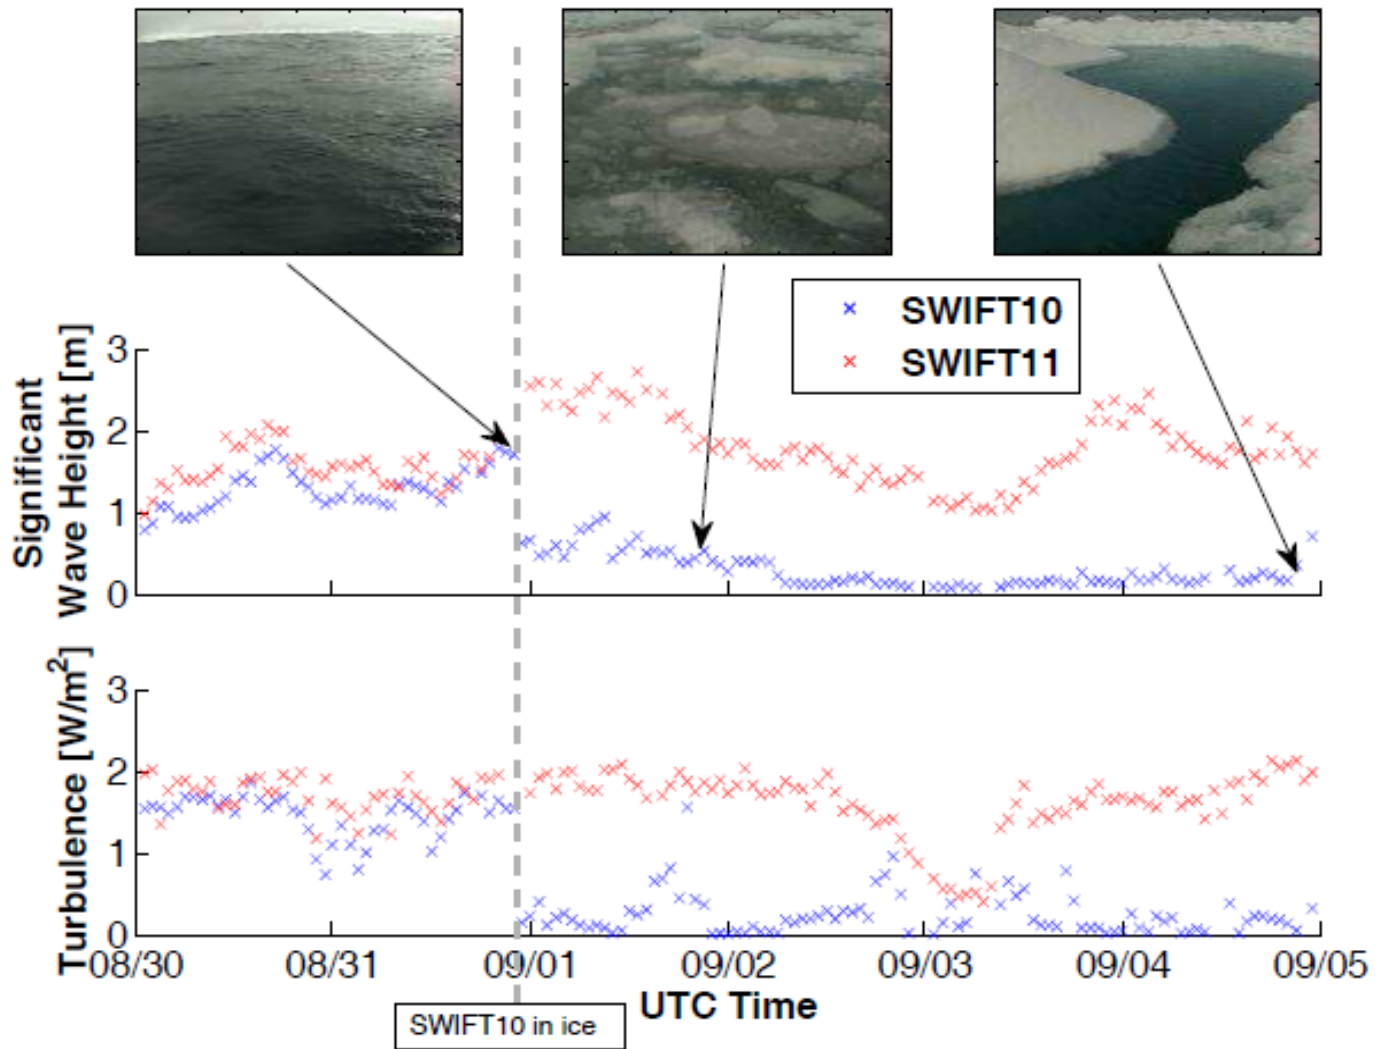 SWIFT10
SWIFT11
Significant
Wave Height [m]
3
2
1
0
Turbulence [W/m²]
3
2
1
0
08/30 08/31 09/01 09/02 09/03 09/04 09/05
UTC Time
SWIFT10 in ice